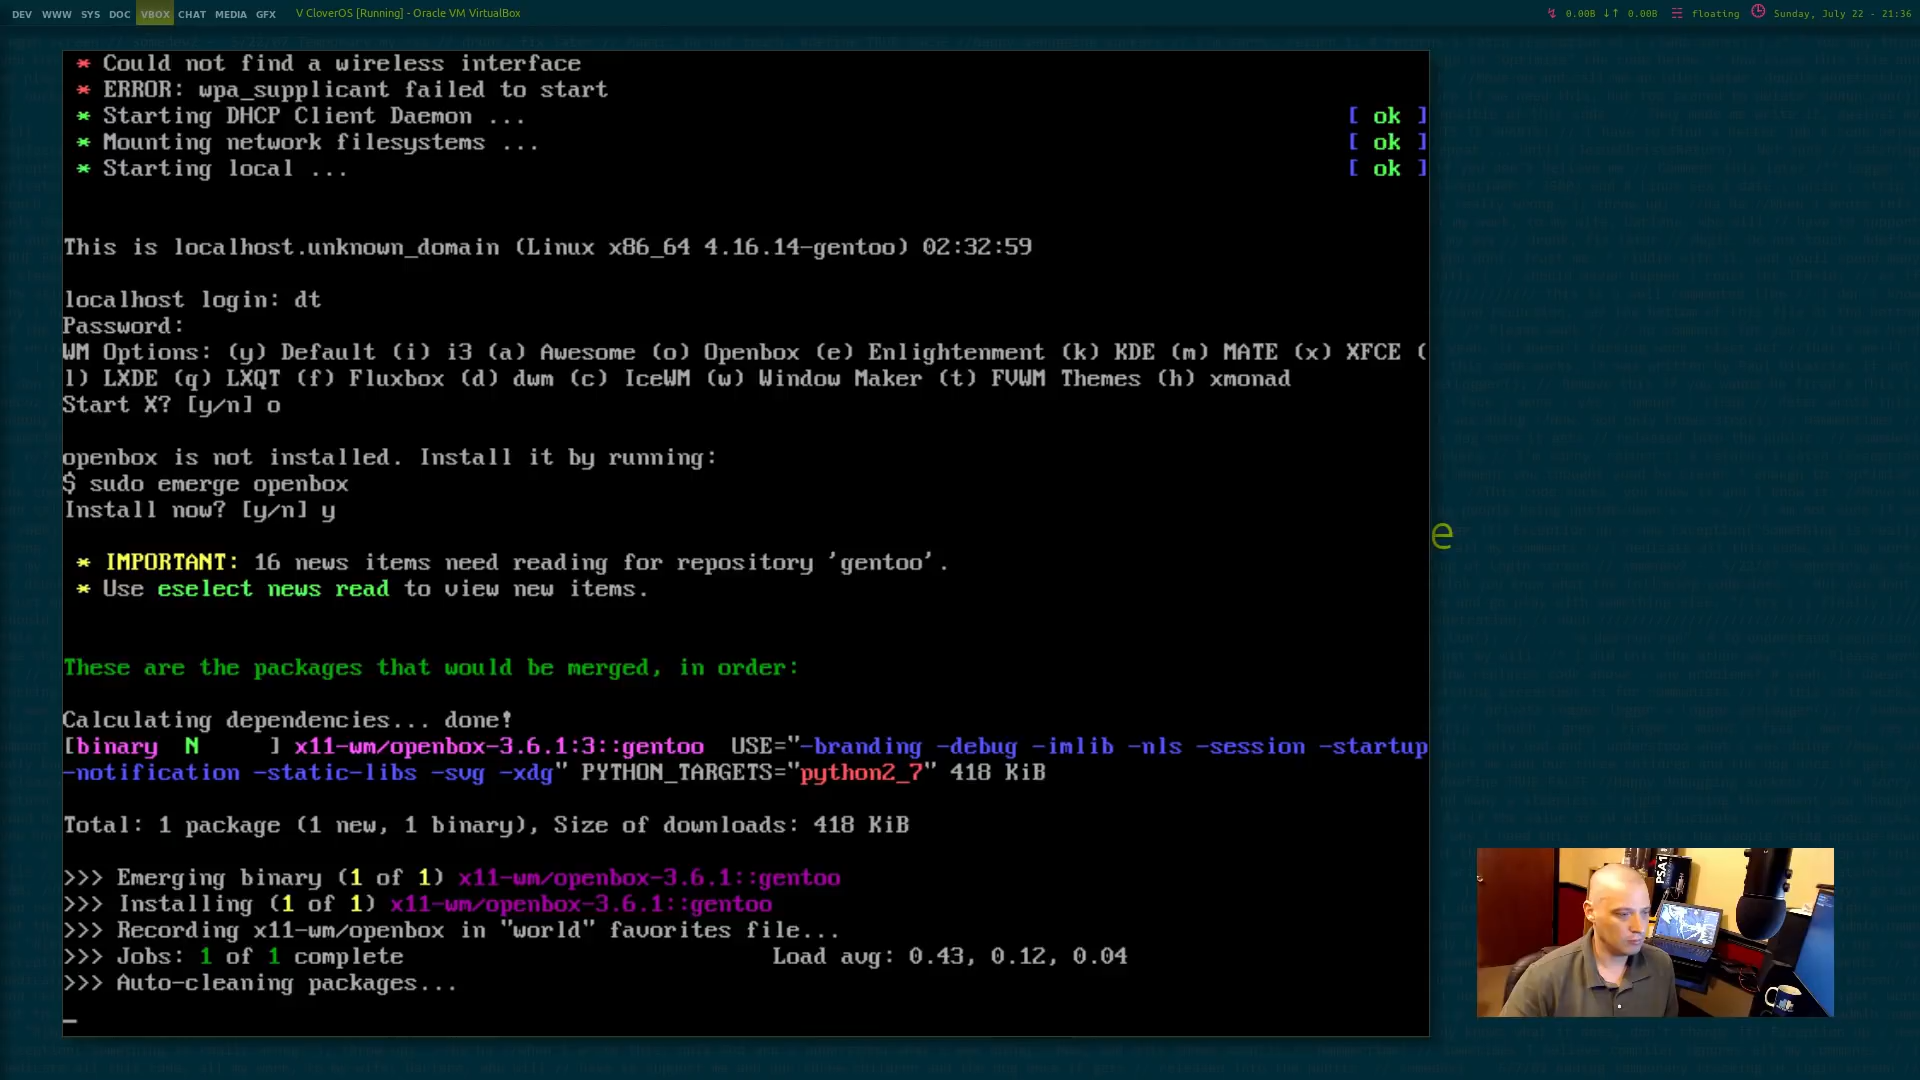 DEV WWW SYS DOC VBOX CHAT MEDIA GFX V CloverOS [Running] - Oracle VM VirtualBox 0.00B ↓↑ 0.00B floating Sunday, July 22 - 21:36
* Could not find a wireless interface
* ERROR: wpa_supplicant failed to start
* Starting DHCP Client Daemon ... [ ok ]
* Mounting network filesystems ... [ ok ]
* Starting local ... [ ok ]
This is localhost.unknown_domain (Linux x86_64 4.16.14-gentoo) 02:32:59
localhost login: dt
Password:
WM Options: (y) Default (i) i3 (a) Awesome (o) Openbox (e) Enlightenment (k) KDE (m) MATE (x) XFCE (
l) LXDE (q) LXQT (f) Fluxbox (d) dwm (c) IceWM (w) Window Maker (t) FVWM Themes (h) xmonad
Start X? [y/n] o
openbox is not installed. Install it by running:
$ sudo emerge openbox
Install now? [y/n] y
e
* IMPORTANT: 16 news items need reading for repository 'gentoo'.
* Use eselect news read to view new items.
These are the packages that would be merged, in order:
Calculating dependencies... done!
[binary  N     ] x11-wm/openbox-3.6.1:3::gentoo  USE="-branding -debug -imlib -nls -session -startup
-notification -static-libs -svg -xdg" PYTHON_TARGETS="python2_7" 418 KiB
Total: 1 package (1 new, 1 binary), Size of downloads: 418 KiB
>>> Emerging binary (1 of 1) x11-wm/openbox-3.6.1::gentoo
>>> Installing (1 of 1) x11-wm/openbox-3.6.1::gentoo
>>> Recording x11-wm/openbox in "world" favorites file...
>>> Jobs: 1 of 1 complete Load avg: 0.43, 0.12, 0.04
>>> Auto-cleaning packages...
PSA1